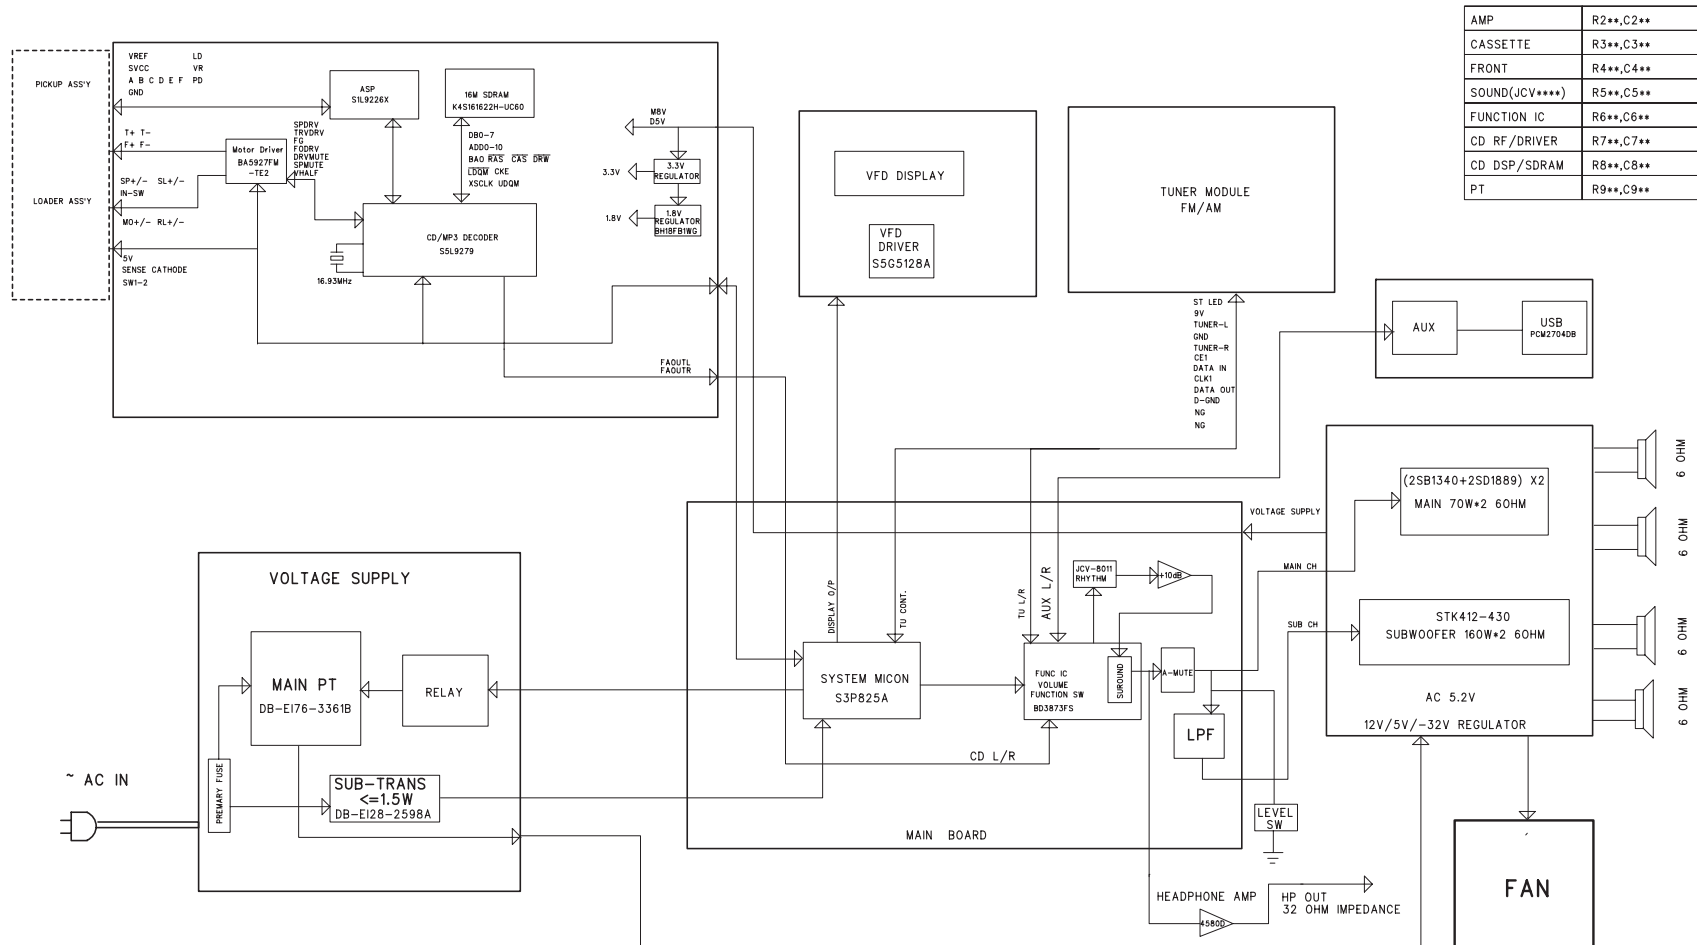 AMP R2**,C2**
CASSETTE R3**,C3**
FRONT R4**,C4**
SOUND(JCV****) R5**,C5**
FUNCTION IC R6**,C6**
CD RF/DRIVER R7**,C7**
CD DSP/SDRAM R8**,C8**
PT R9**,C9**
PICKUP ASS'Y
LOADER ASS'Y
VREF LD
SVCC VR
A B C D E F PD
GND
T+ T-
F+ F-
SP+/- SL+/-
IN-SW
MO+/- RL+/-
5V
SENSE CATHODE
SW1-2
Motor Driver
BA5927FM
-TE2
SPDRV
TRVDRV
FG
FODRV
DRVMUTE
SPMUTE
VHALF
ASP
S1L9226X
16M SDRAM
K4S161622H-UC60
DB0-7
ADD0-10
BAO RAS CAS DRW
LDQM CKE
XSCLK UDQM
CD/MP3 DECODER
S5L9279
16.93MHz
M8V
D5V
3.3V
3.3V
REGULATOR
1.8V
1.8V
REGULATOR
BH18FB1WG
FAOUTL
FAOUTR
VFD DISPLAY
VFD
DRIVER
S5G5128A
TUNER MODULE
FM/AM
ST LED
9V
TUNER-L
GND
TUNER-R
CE1
DATA IN
CLK1
DATA OUT
D-GND
NG
NG
AUX
USB
PCM2704DB
VOLTAGE SUPPLY
MAIN CH
SUB CH
(2SB1340+2SD1889) X2
MAIN 70W*2 6OHM
STK412-430
SUBWOOFER 160W*2 6OHM
AC 5.2V
12V/5V/-32V REGULATOR
6 OHM
6 OHM
6 OHM
6 OHM
FAN
VOLTAGE SUPPLY
MAIN PT
DB-EI76-3361B
RELAY
PREMARY FUSE
SUB-TRANS
<=1.5W
DB-EI28-2598A
~ AC IN
DISPLAY O/P
TU CONT.
TU L/R
AUX L/R
JCV-8011
RHYTHM
+10dB
SYSTEM MICON
S3P825A
FUNC IC
VOLUME
FUNCTION SW
BD3873FS
SUROUND
A-MUTE
LPF
CD L/R
MAIN BOARD
LEVEL
SW
HEADPHONE AMP
4580D
HP OUT
32 OHM IMPEDANCE